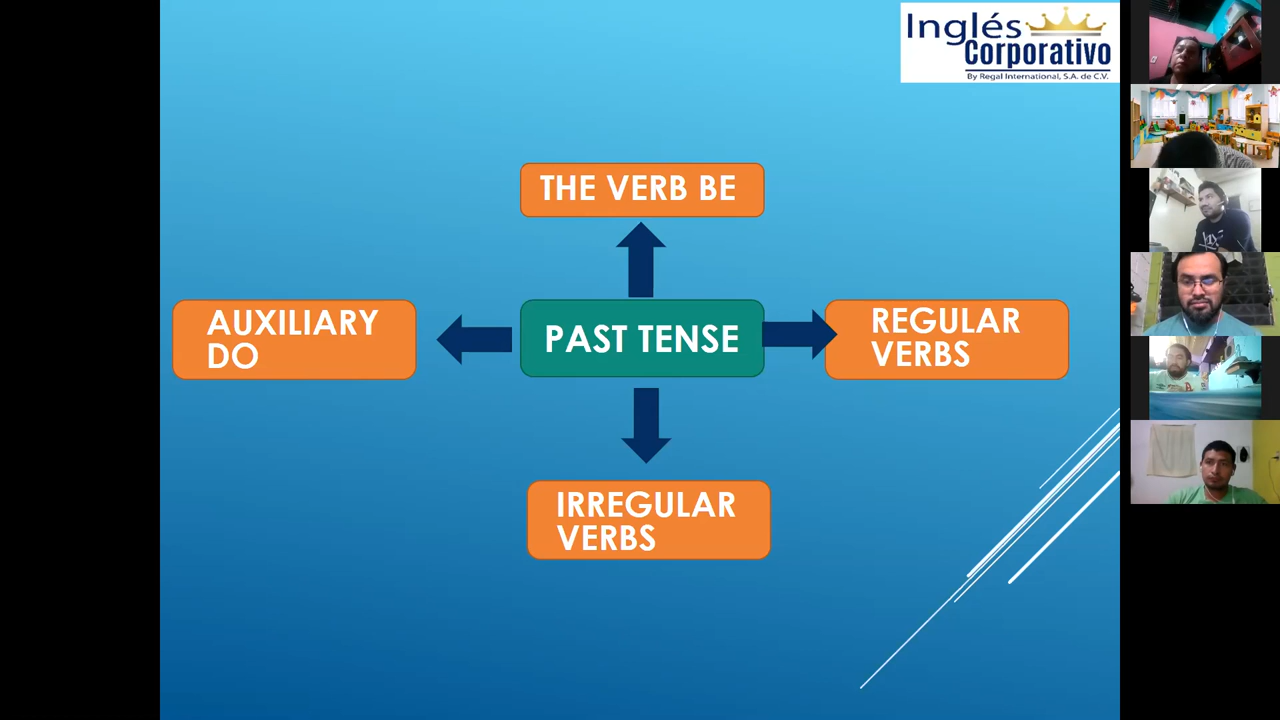 Inglés
Corporativo
By Regal International, S.A. de C.V.
THE VERB BE
AUXILIARY
DO
PAST TENSE
REGULAR
VERBS
IRREGULAR
VERBS